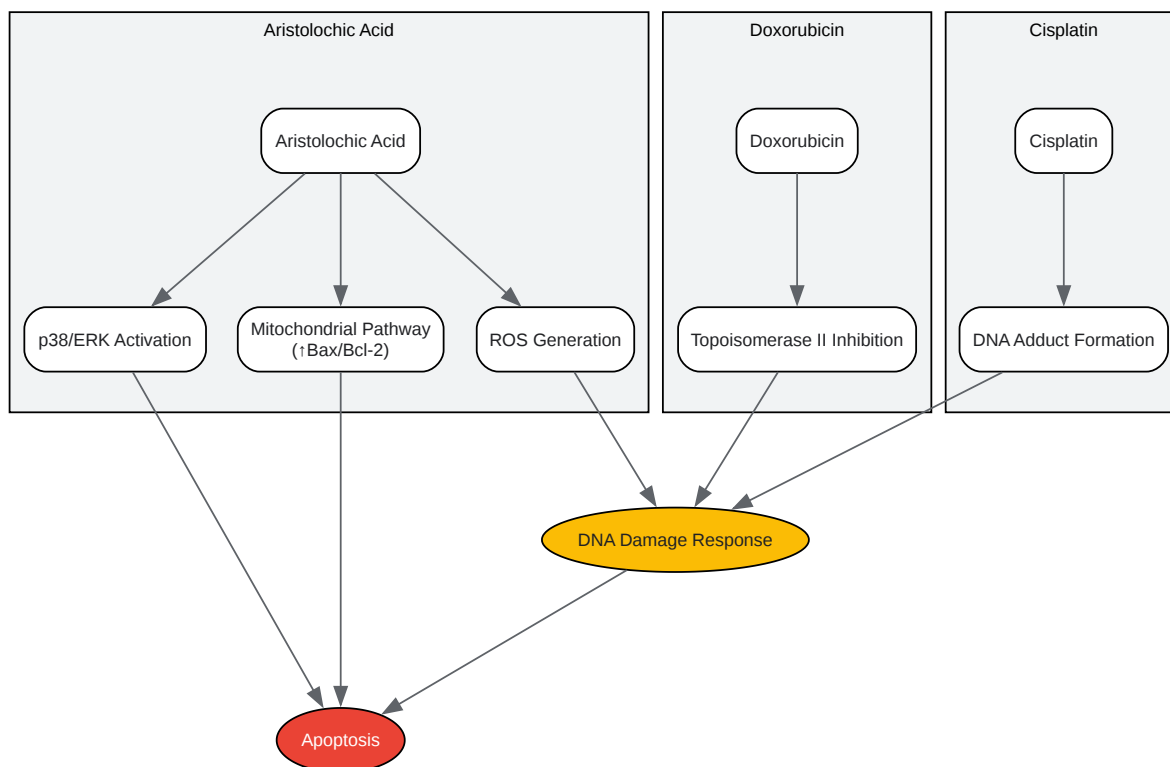 Aristolochic Acid
Doxorubicin
Cisplatin
Aristolochic Acid
Doxorubicin
Cisplatin
p38/ERK Activation
Mitochondrial Pathway
(↑Bax/Bcl-2)
ROS Generation
Topoisomerase II Inhibition
DNA Adduct Formation
DNA Damage Response
Apoptosis